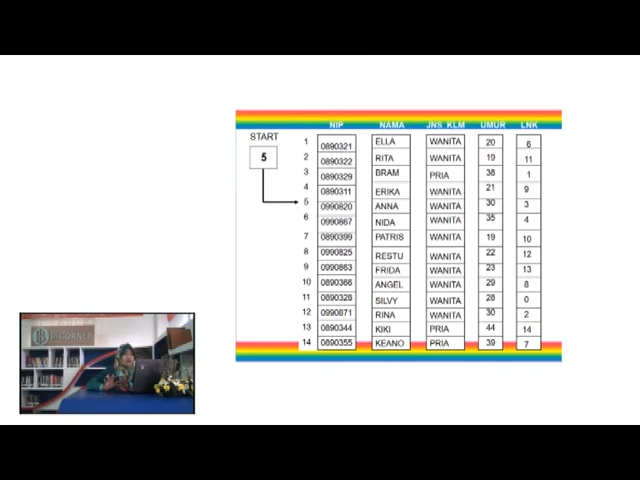 NIP NAMA JNS_KLM UMUR LNK
START
5
1 0890321 ELLA WANITA 20 6
2 0890322 RITA WANITA 19 11
3 0890329 BRAM PRIA 38 1
4 0890311 ERIKA WANITA 21 9
5 0990820 ANNA WANITA 30 3
6 0990867 NIDA WANITA 35 4
7 0890399 PATRIS WANITA 19 10
8 0990825 RESTU WANITA 22 12
9 0990863 FRIDA WANITA 23 13
10 0890366 ANGEL WANITA 29 8
11 0890328 SILVY WANITA 28 0
12 0990871 RINA WANITA 30 2
13 0890344 KIKI PRIA 44 14
14 0890355 KEANO PRIA 39 7
BI CORNER